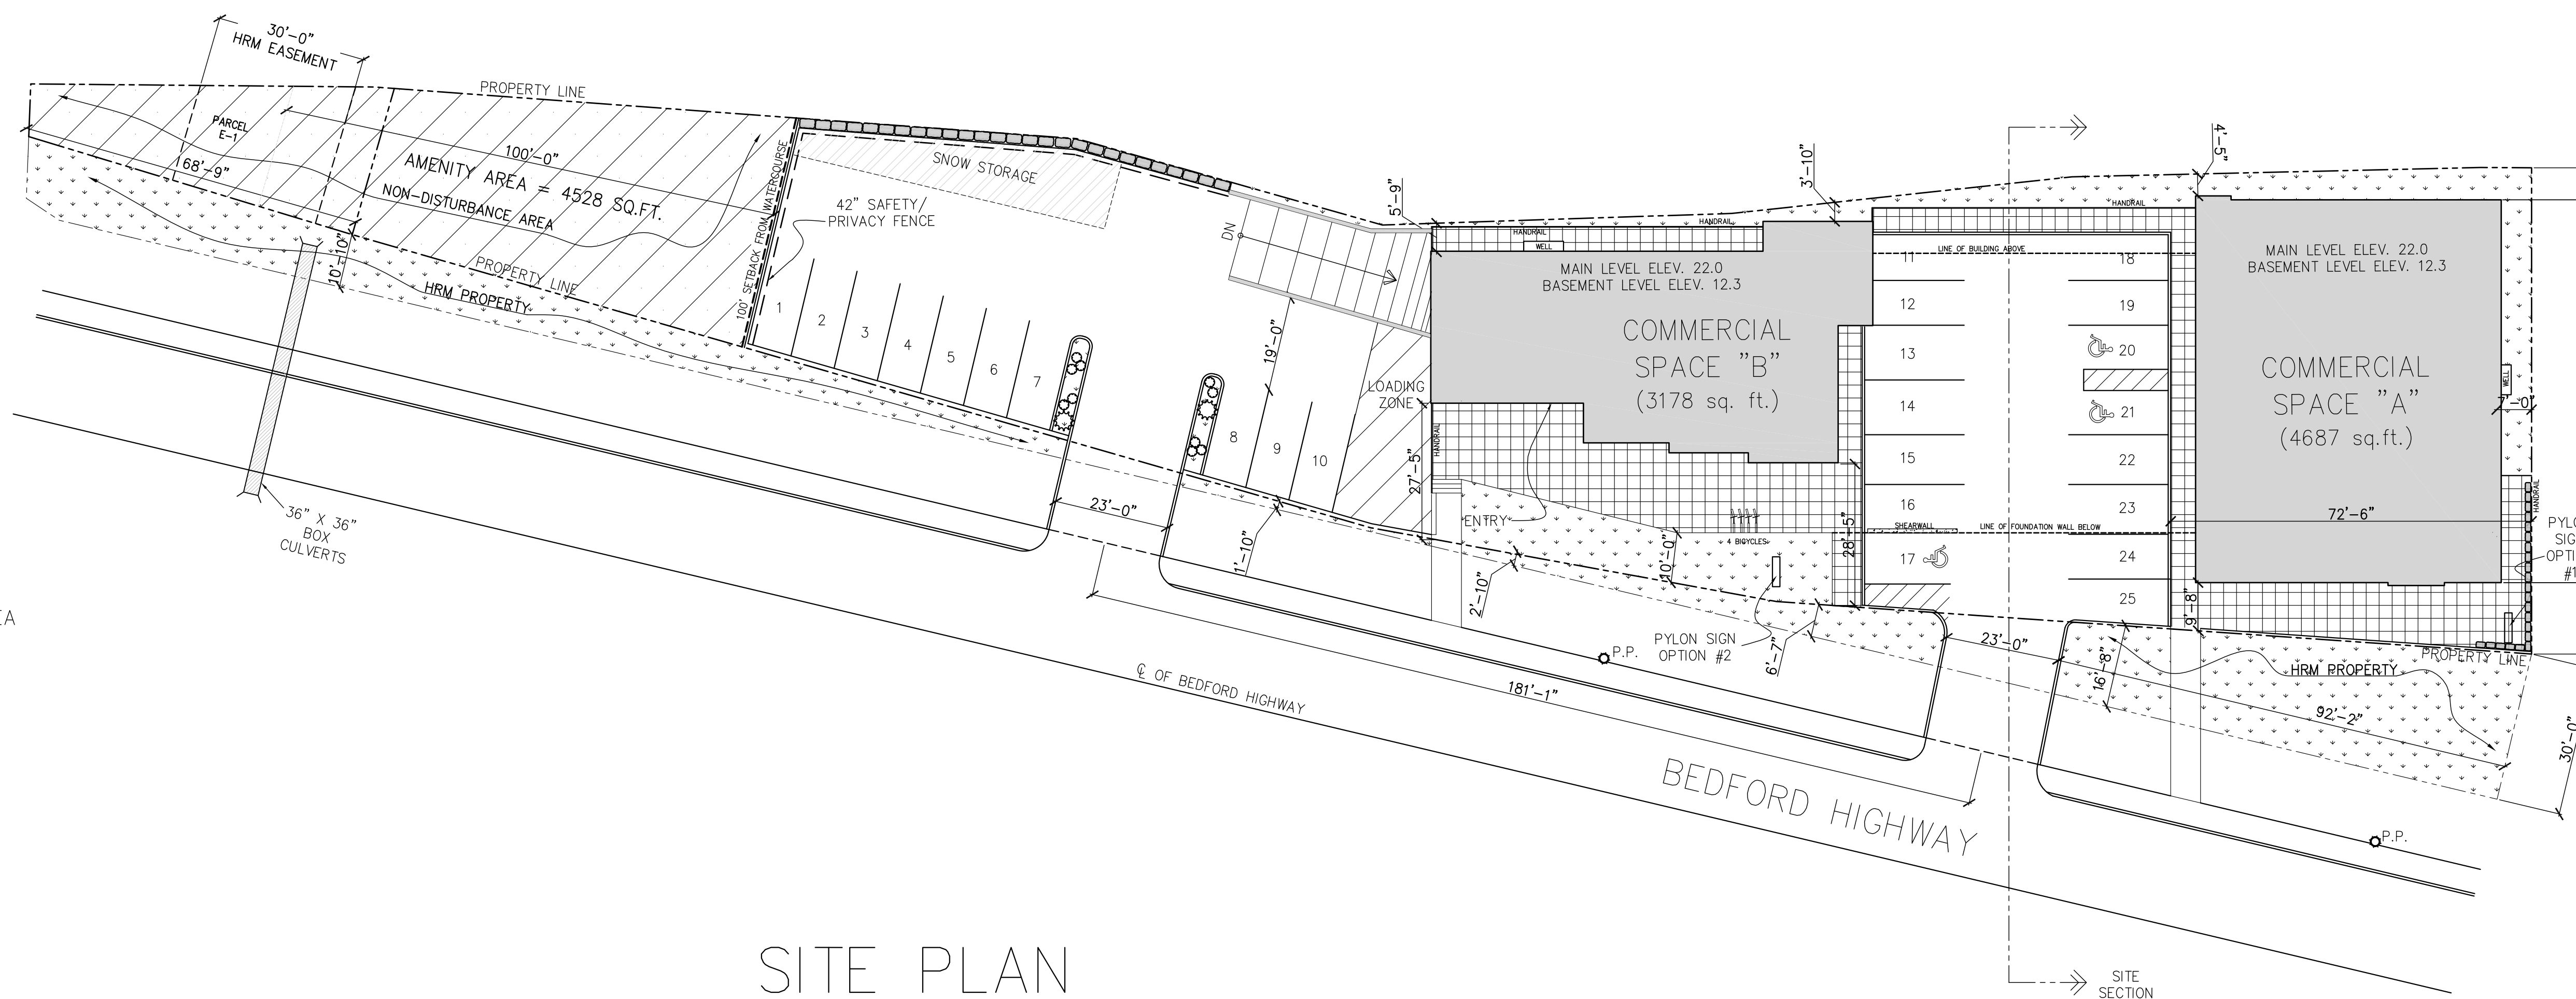 30'-0"
HRM EASEMENT
PROPERTY LINE
PARCEL
E-1
100'-0"
68'-9"
AMENITY AREA = 4528 SQ.FT.
NON-DISTURBANCE AREA
10'-10"
PROPERTY LINE
HRM PROPERTY
36" X 36"
BOX
CULVERTS
100' SETBACK FROM WATERCOURSE
42" SAFETY/
PRIVACY FENCE
SNOW STORAGE
1
2
3
4
5
6
7
23'-0"
DN
19'-0"
8
9
10
1'-10"
LOADING
ZONE
5'-9"
HANDRAIL
HANDRAIL
WELL
3'-10"
MAIN LEVEL ELEV. 22.0
BASEMENT LEVEL ELEV. 12.3
COMMERCIAL
SPACE "B"
(3178 sq. ft.)
HANDRAIL
27'-5"
ENTRY
2'-10"
10'-0"
4 BICYCLES
28'-5"
PYLON SIGN
OPTION #2
6'-7"
P.P.
181'-1"
℄ OF BEDFORD HIGHWAY
BEDFORD HIGHWAY
HANDRAIL
LINE OF BUILDING ABOVE
11
12
13
14
15
16
SHEARWALL
LINE OF FOUNDATION WALL BELOW
17
18
19
20
21
22
23
24
25
23'-0"
4'-5"
MAIN LEVEL ELEV. 22.0
BASEMENT LEVEL ELEV. 12.3
COMMERCIAL
SPACE "A"
(4687 sq.ft.)
WELL
7'-0"
72'-6"
HANDRAIL
PYLO
SIG
OPTI
#1
9'-8"
16'-8"
PROPERTY LINE
HRM PROPERTY
92'-2"
30'-0"
P.P.
EA
SITE PLAN
SITE
SECTION